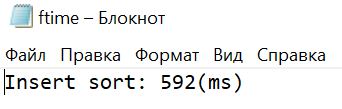 ftime – Блокнот
Файл Правка Формат Вид Справка
Insert sort: 592(ms)